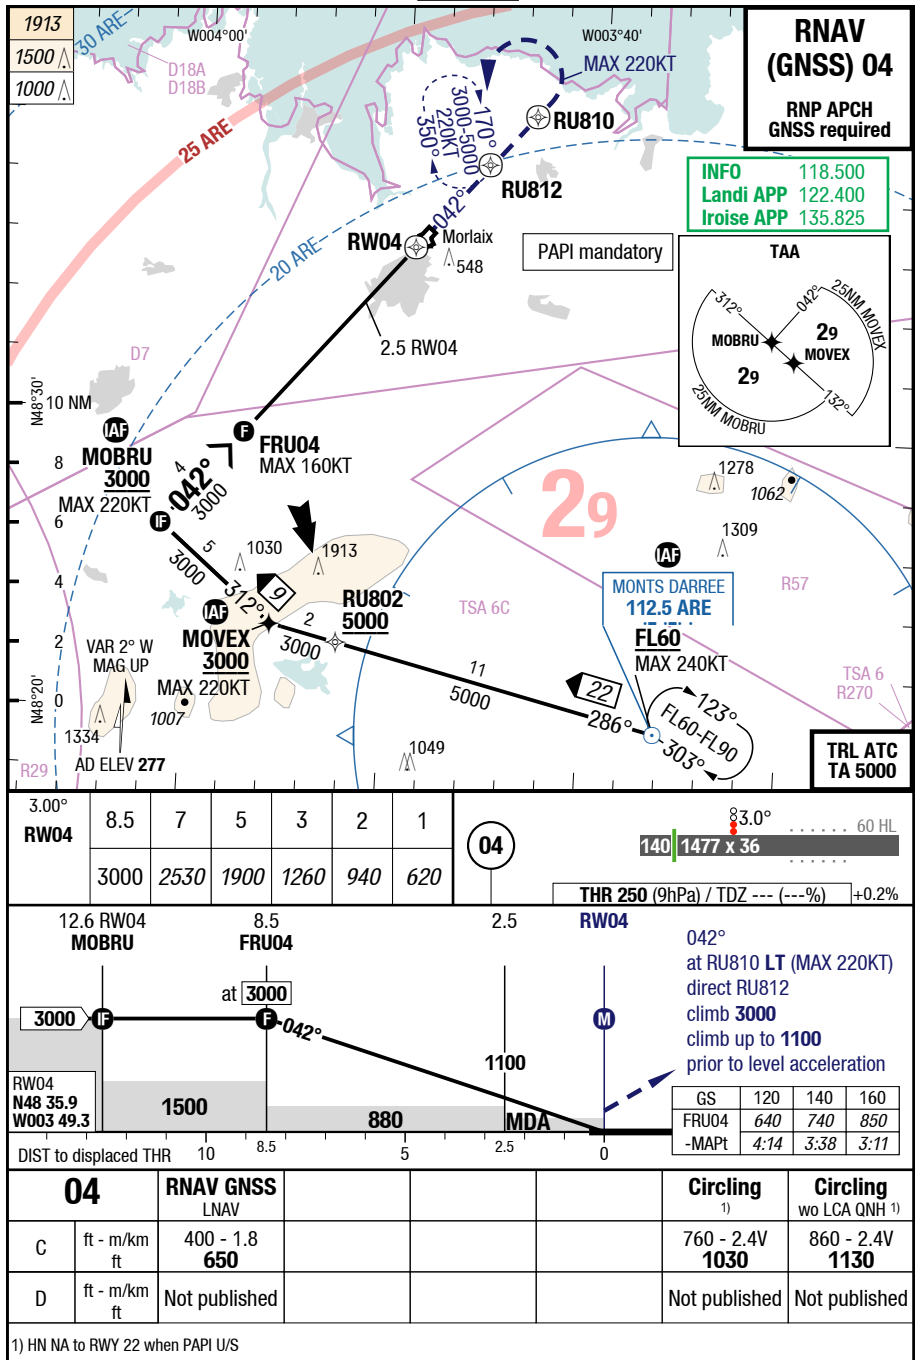 1913
1500
1000
30 ARE
W004°00'
W003°40'
D18A
D18B
25 ARE
MAX 220KT
170°
3000-5000
220KT
350°
RU810
RU812
042°
RNAV
(GNSS) 04
RNP APCH
GNSS required
INFO 118.500
Landi APP 122.400
Iroise APP 135.825
RW04
Morlaix
548
20 ARE
PAPI mandatory
TAA
312°
042°
25NM MOVEX
MOBRU
29
MOVEX
29
132°
25NM MOBRU
2.5 RW04
D7
N48°30'
10 NM
8
6
4
2
0
N48°20'
IAF
MOBRU
3000
MAX 220KT
F
FRU04
MAX 160KT
4
042°
3000
IF
5
3000
312°
9
1030
1913
29
1278
1062
1309
IAF
MONTS DARREE
112.5 ARE
FL60
MAX 240KT
R57
TSA 6C
TSA 6
R270
IAF
MOVEX
3000
MAX 220KT
RU802
5000
2
3000
11
5000
22
286°
123°
FL60-FL90
303°
VAR 2° W
MAG UP
1007
1334
AD ELEV 277
R29
1049
TRL ATC
TA 5000
3.00°
RW04
8.5 7 5 3 2 1
3000 2530 1900 1260 940 620
04
3.0°
60 HL
140 1477 x 36
THR 250 (9hPa) / TDZ --- (---%) +0.2%
12.6 RW04 8.5 2.5 RW04
MOBRU FRU04
at 3000
3000 IF F 042° M
1100
042°
at RU810 LT (MAX 220KT)
direct RU812
climb 3000
climb up to 1100
prior to level acceleration
RW04
N48 35.9
W003 49.3
1500
880
MDA
GS 120 140 160
FRU04 640 740 850
-MAPt 4:14 3:38 3:11
DIST to displaced THR 10 8.5 5 2.5 0
04 RNAV GNSS Circling Circling
LNAV 1) wo LCA QNH 1)
C ft - m/km 400 - 1.8 760 - 2.4V 860 - 2.4V
ft 650 1030 1130
D ft - m/km Not published Not published Not published
ft
1) HN NA to RWY 22 when PAPI U/S